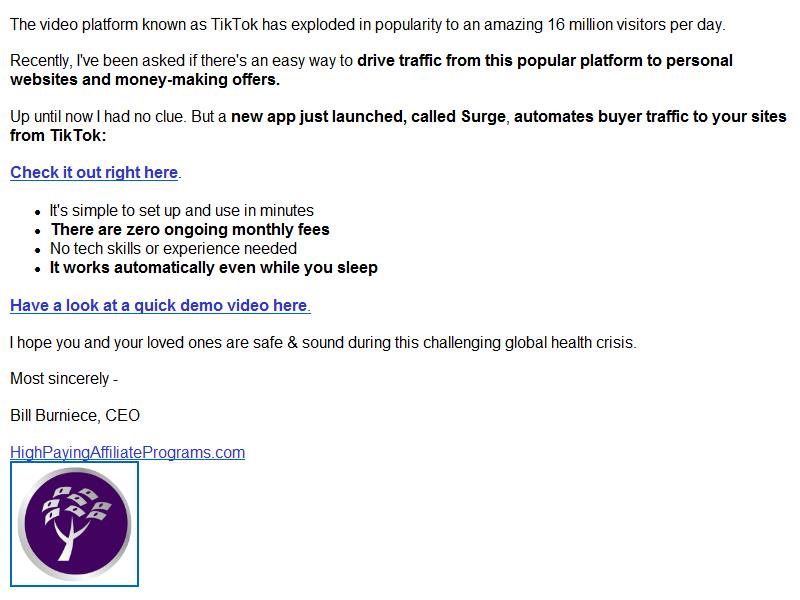 The video platform known as TikTok has exploded in popularity to an amazing 16 million visitors per day.
Recently, I've been asked if there's an easy way to drive traffic from this popular platform to personal
websites and money-making offers.
Up until now I had no clue. But a new app just launched, called Surge, automates buyer traffic to your sites
from TikTok:
Check it out right here.
• It's simple to set up and use in minutes
• There are zero ongoing monthly fees
• No tech skills or experience needed
• It works automatically even while you sleep
Have a look at a quick demo video here.
I hope you and your loved ones are safe & sound during this challenging global health crisis.
Most sincerely -
Bill Burniece, CEO
HighPayingAffiliatePrograms.com